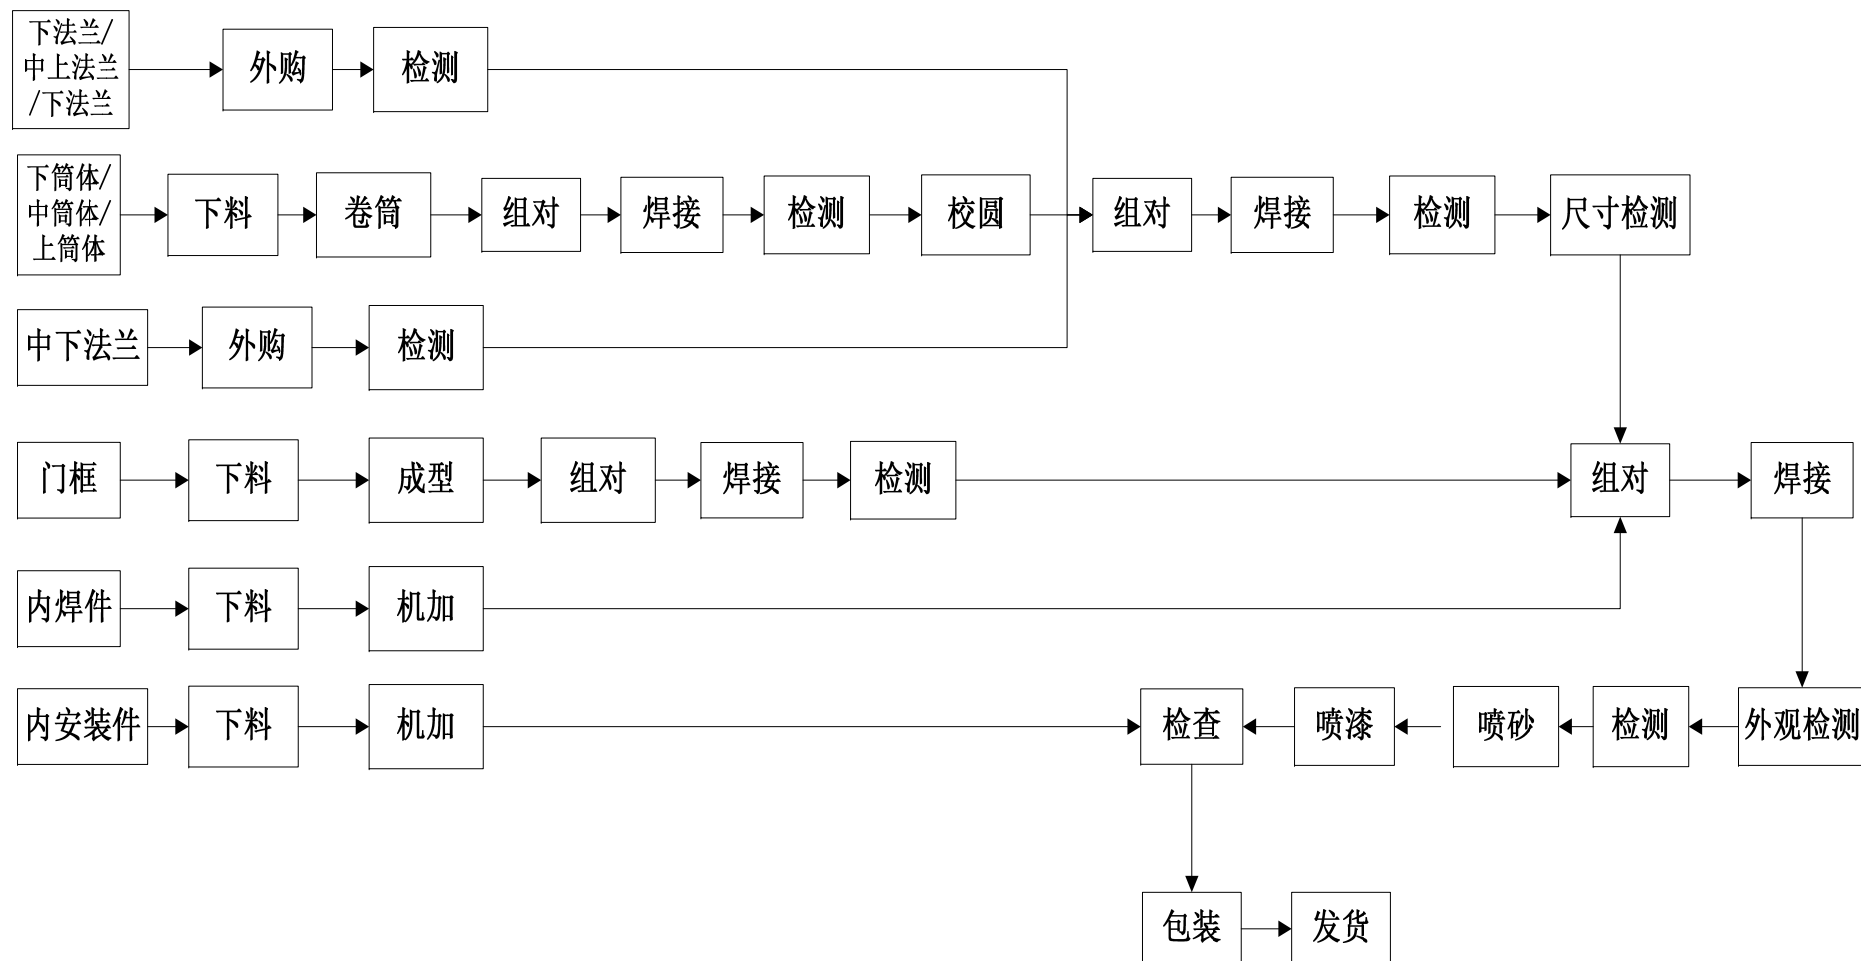 下法兰/
中上法兰
/下法兰
外购
检测
下筒体/
中筒体/
上筒体
下料
卷筒
组对
焊接
检测
校圆
组对
焊接
检测
尺寸检测
中下法兰
外购
检测
门框
下料
成型
组对
焊接
检测
组对
焊接
内焊件
下料
机加
内安装件
下料
机加
检查
喷漆
喷砂
检测
外观检测
包装
发货